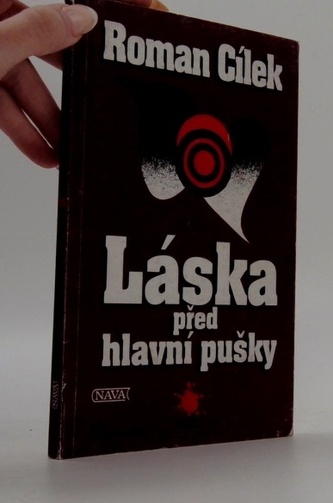 Roman Cílek
Láska
před
hlavní pušky
NAVA